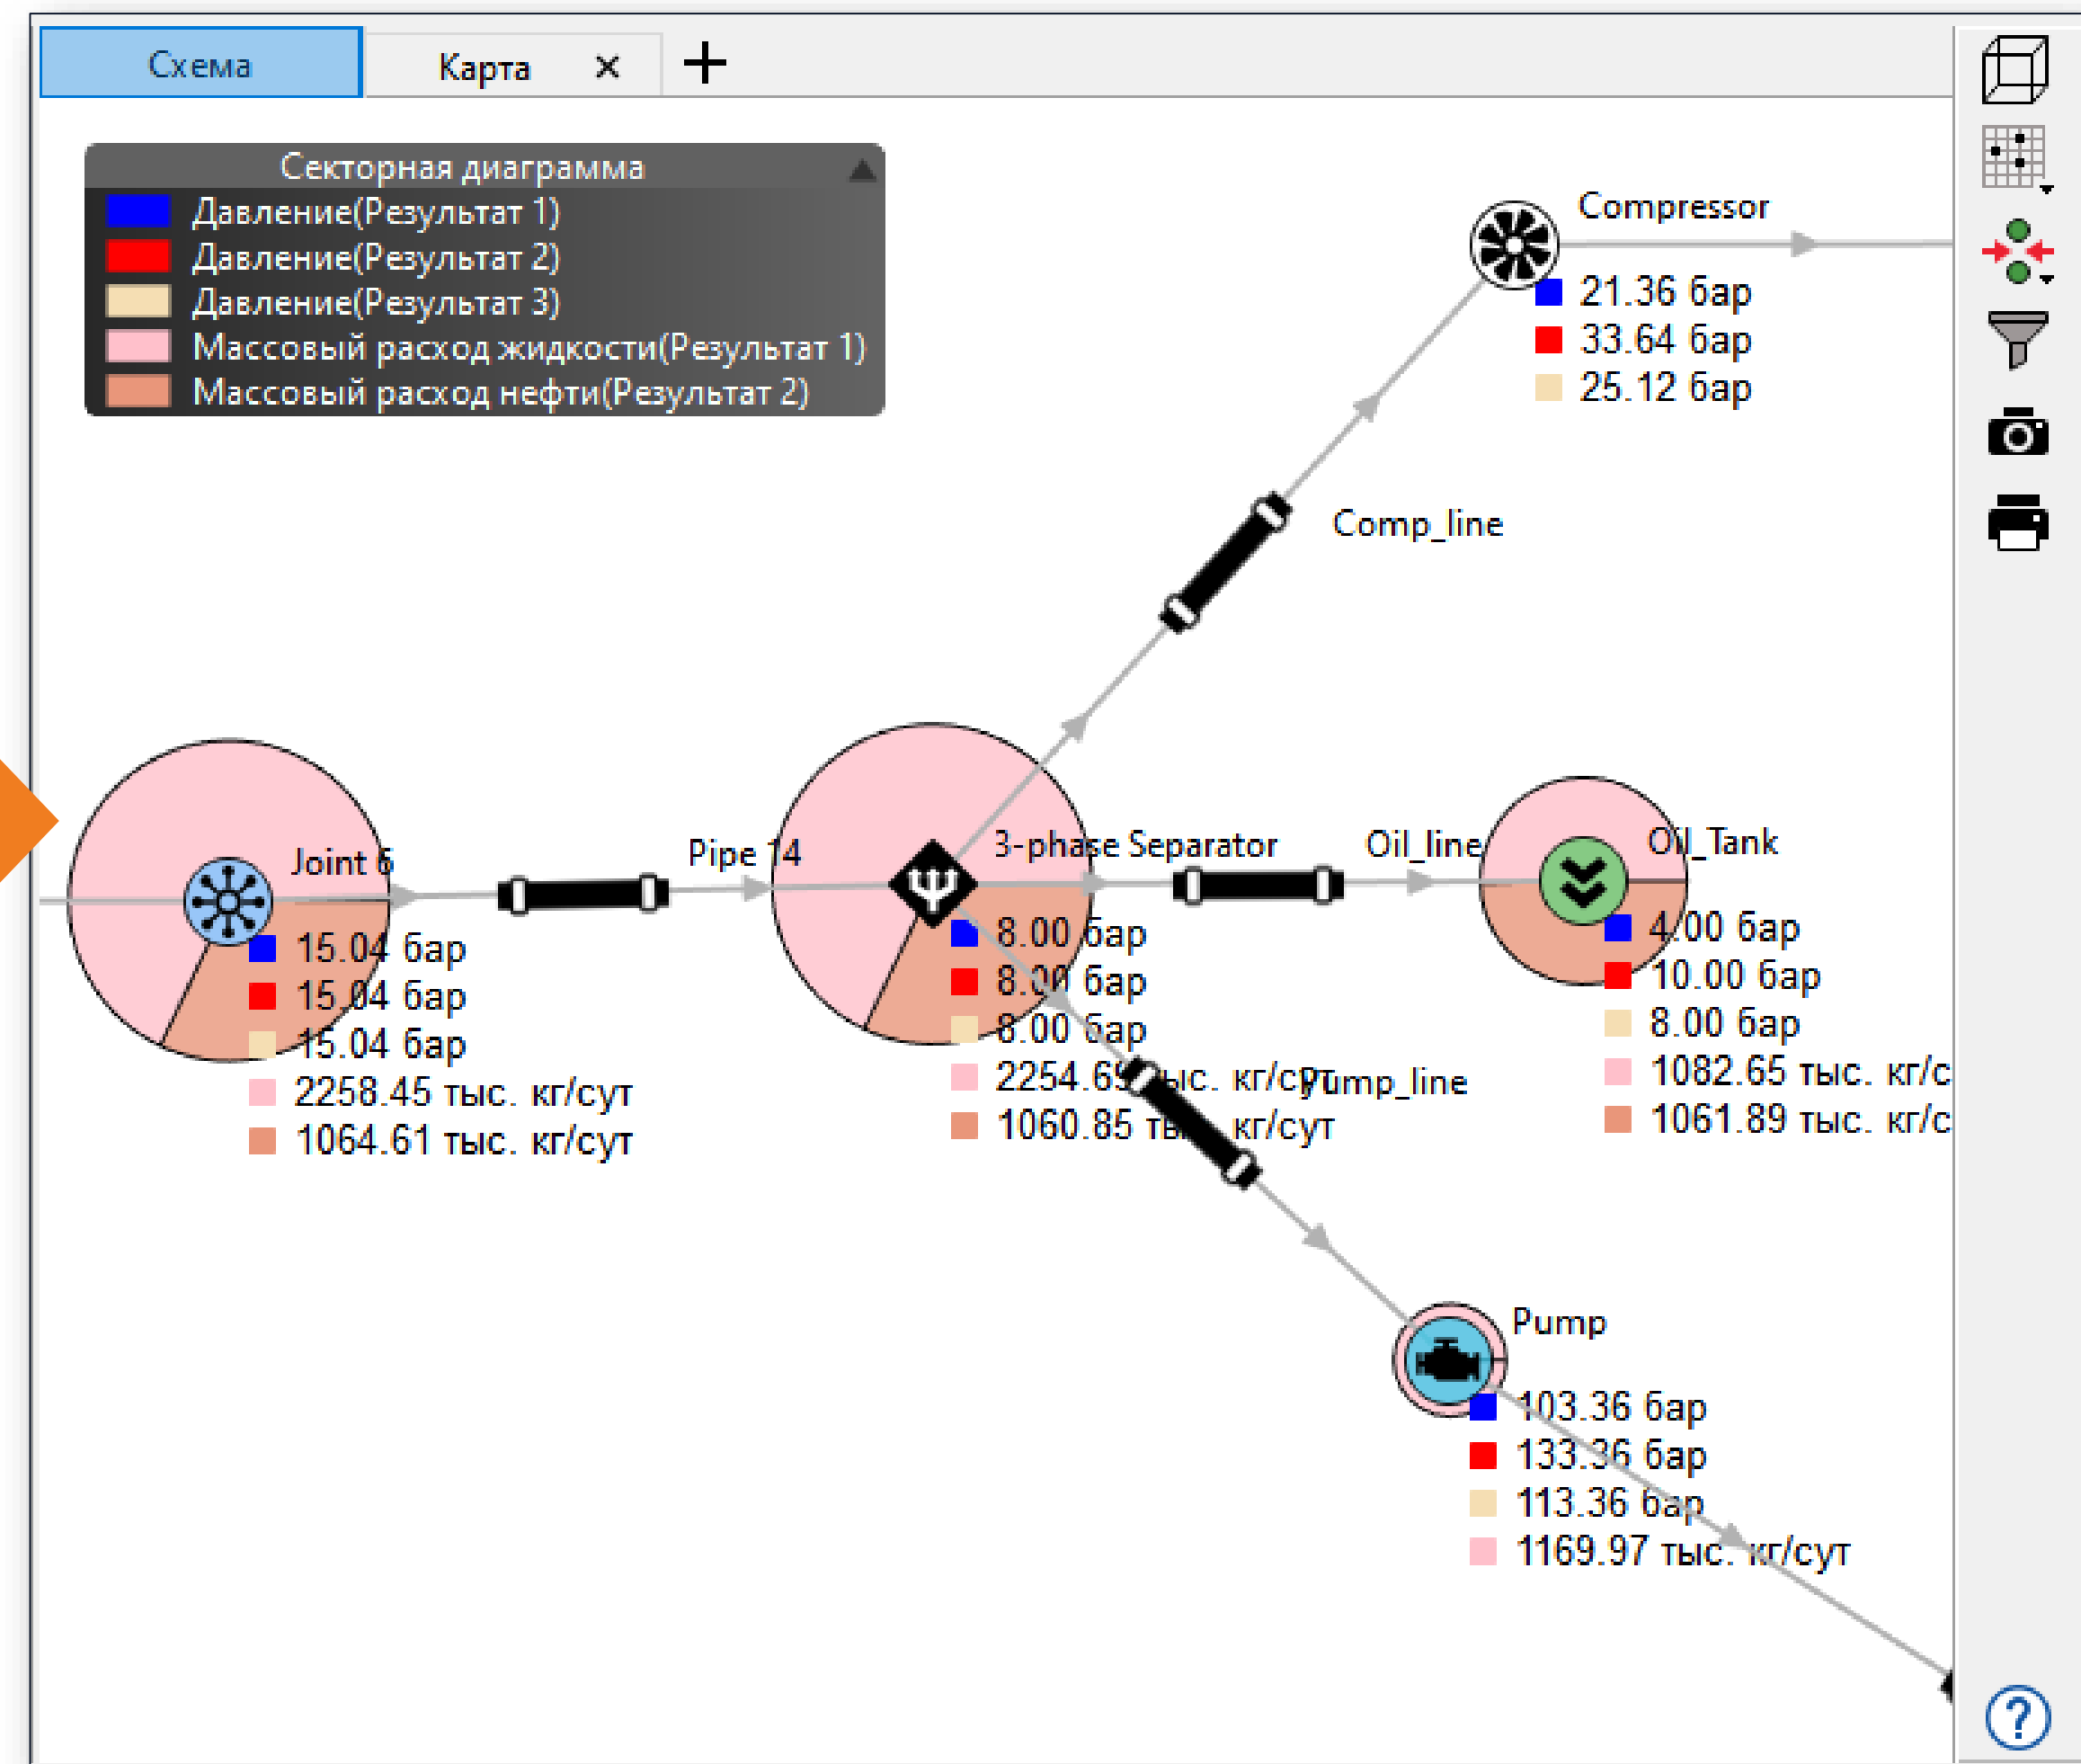 Схема
Карта
Секторная диаграмма
Давление(Результат 1)
Давление(Результат 2)
Давление(Результат 3)
Массовый расход жидкости(Результат 1)
Массовый расход нефти(Результат 2)
Compressor
21.36 бар
33.64 бар
25.12 бар
Comp_line
Joint 6
15.04 бар
15.04 бар
15.04 бар
2258.45 тыс. кг/сут
1064.61 тыс. кг/сут
Pipe 14
3-phase Separator
8.00 бар
8.00 бар
8.00 бар
кг/сут
1060.85 кг/сут
Oil_line
Oil_Tank
4.00 бар
10.00 бар
8.00 бар
1082.65 тыс. кг/с
1061.89 тыс. кг/с
Pump_line
Pump
103.36 бар
133.36 бар
113.36 бар
1169.97 тыс. кг/сут
?